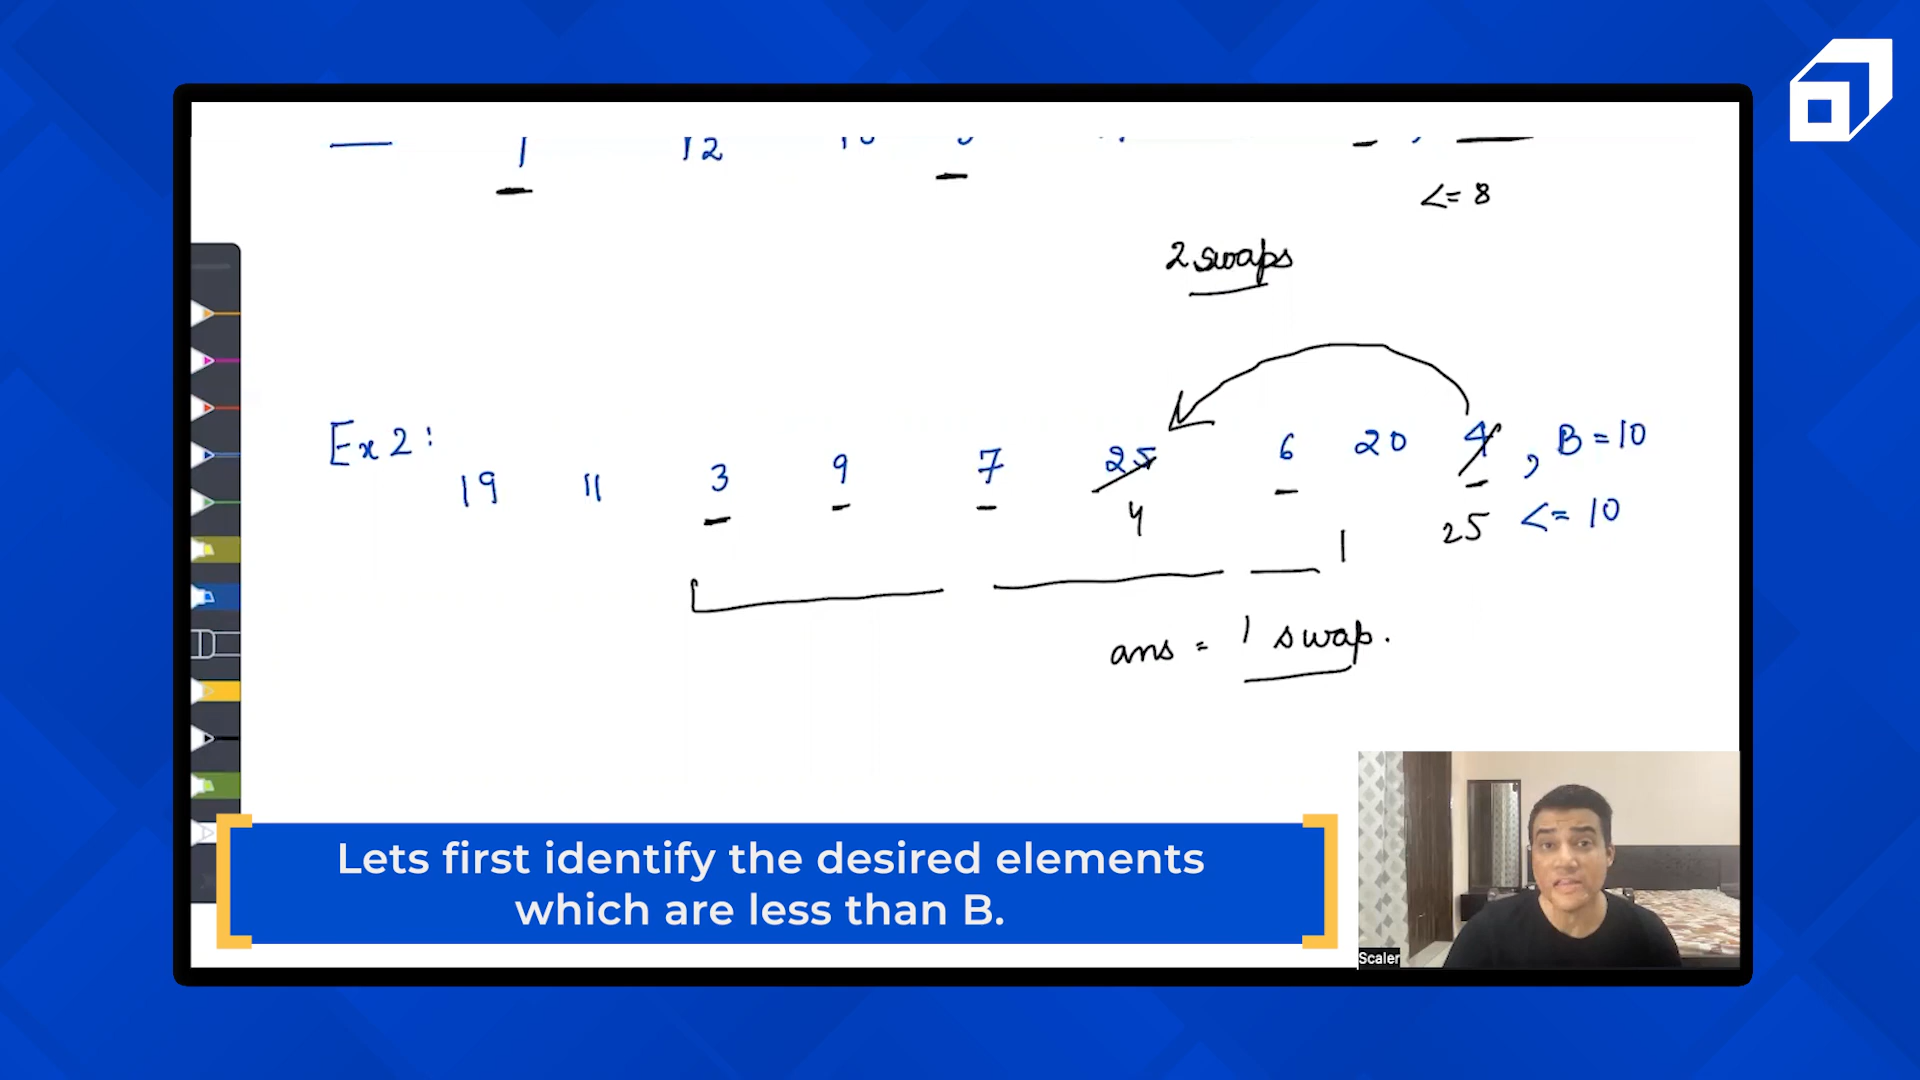 1 12
<= 8
2 swaps
Ex 2: 19 11 3 9 7 25 6 20 4, B = 10
4 25 <= 10
1
ans = 1 swap.
Lets first identify the desired elements
which are less than B.
Scaler